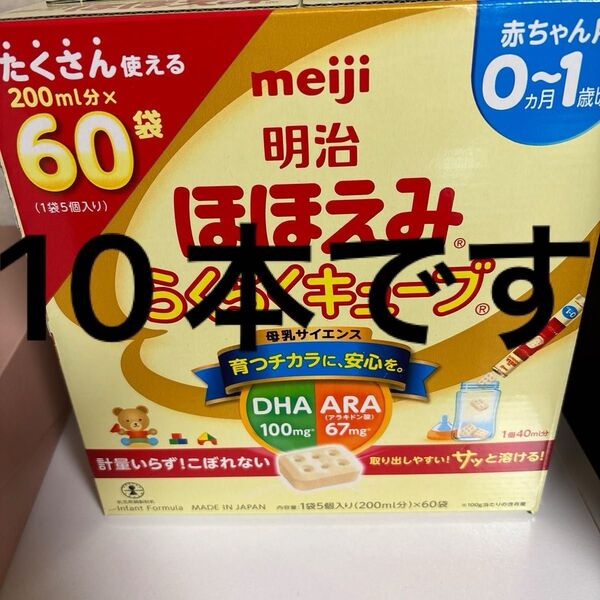 たくさん使える
200ml分×
60袋
(1袋5個入り)
meiji
明治
ほほえみ®
らくらくキューブ®
10本です
赤ちゃん用
0ヵ月~1歳
母乳サイエンス
育つチカラに、安心を。
DHA
100mg※
ARA
(アラキドン酸)
67mg※
1個40ml分
計量いらず!こぼれない
取り出しやすい!サッと溶ける!
Infant Formula MADE IN JAPAN
内容量:1袋5個入り(200ml分)×60袋
※100g当たりの含有量